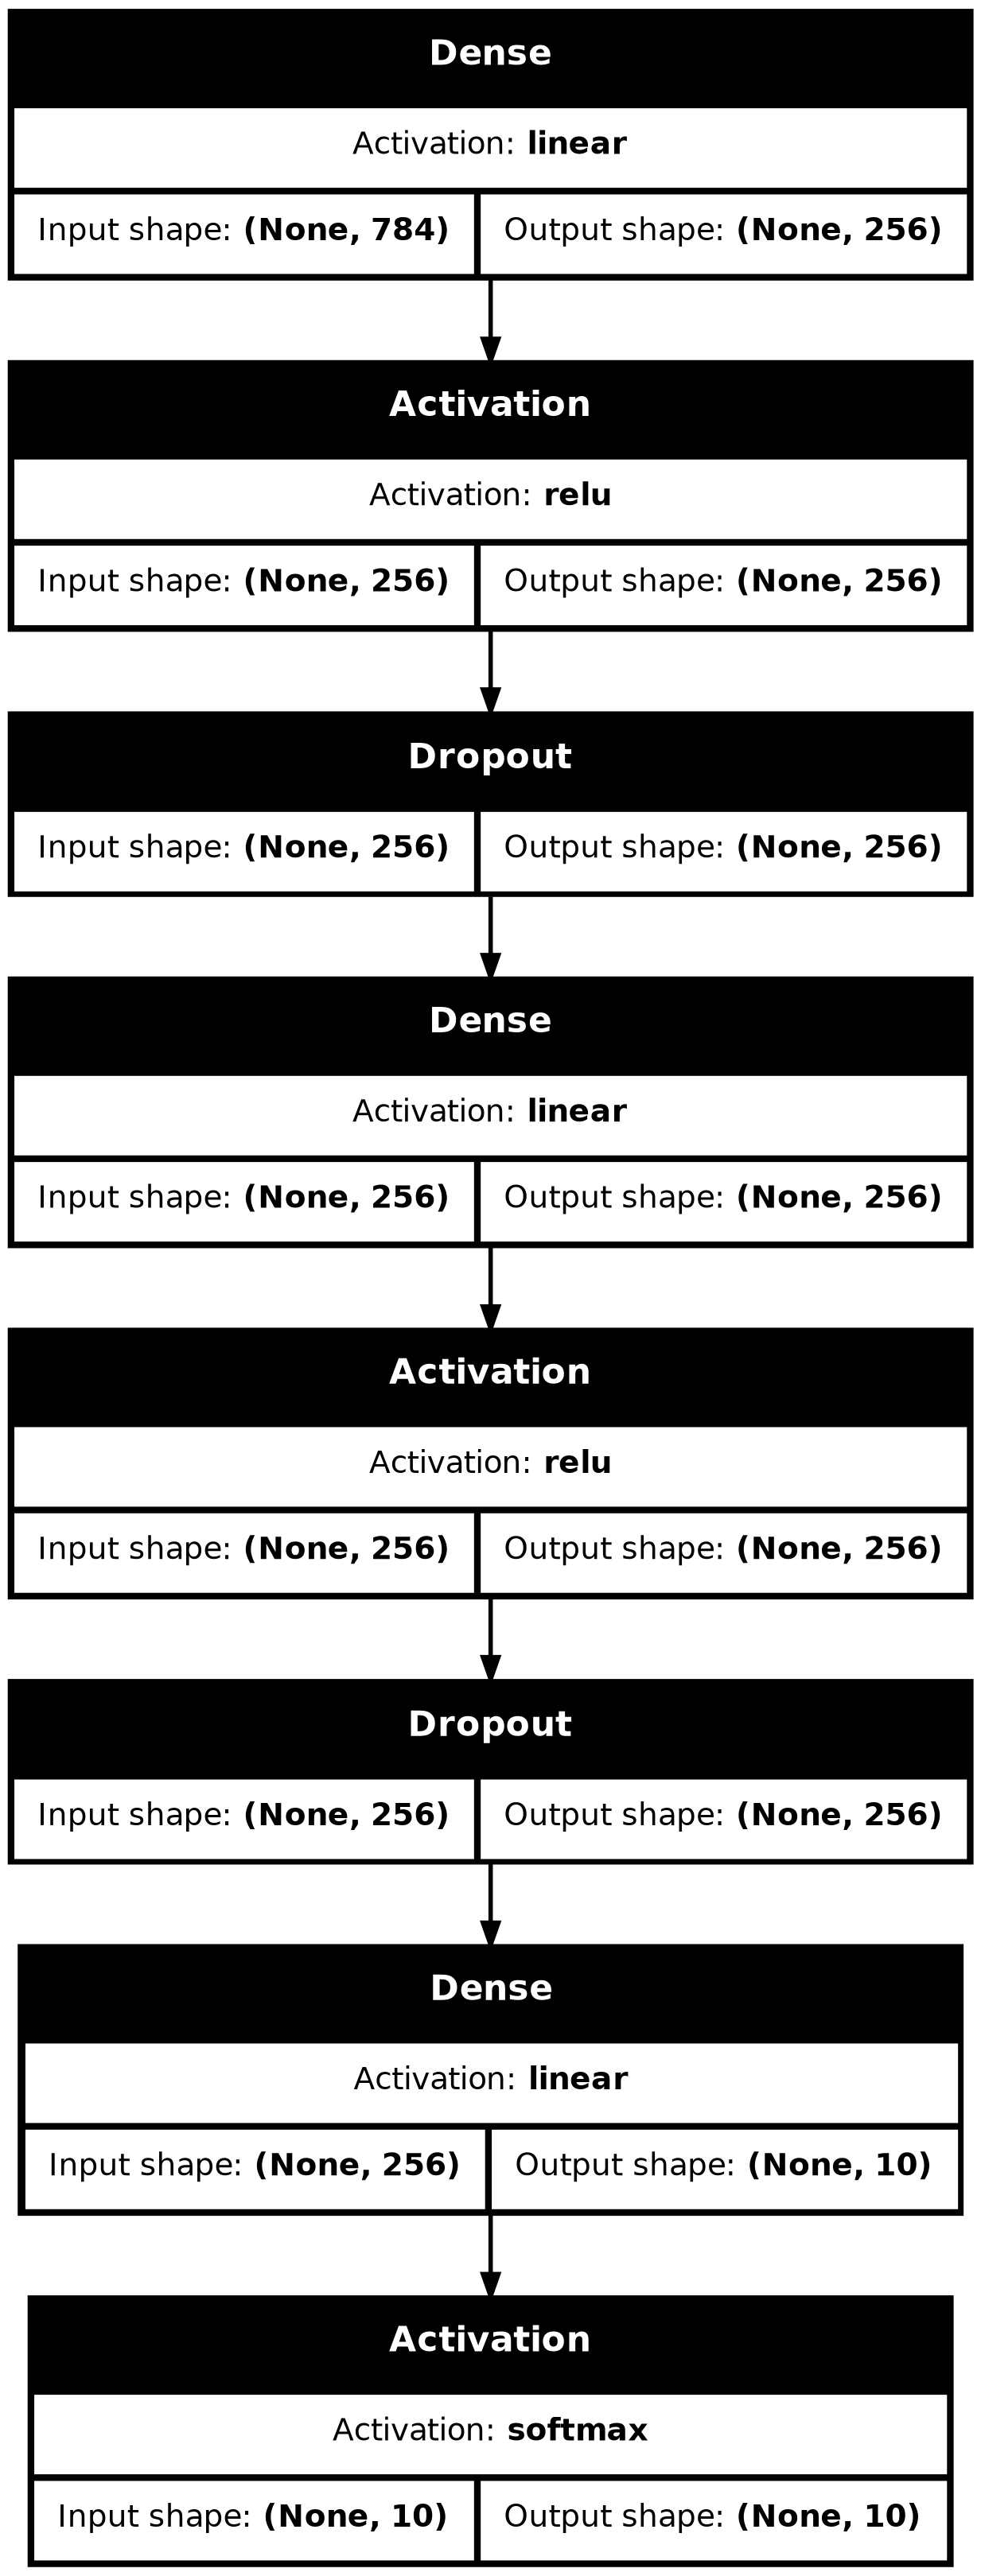 Dense
Activation: linear
Input shape: (None, 784) Output shape: (None, 256)
Activation
Activation: relu
Input shape: (None, 256) Output shape: (None, 256)
Dropout
Input shape: (None, 256) Output shape: (None, 256)
Dense
Activation: linear
Input shape: (None, 256) Output shape: (None, 256)
Activation
Activation: relu
Input shape: (None, 256) Output shape: (None, 256)
Dropout
Input shape: (None, 256) Output shape: (None, 256)
Dense
Activation: linear
Input shape: (None, 256) Output shape: (None, 10)
Activation
Activation: softmax
Input shape: (None, 10) Output shape: (None, 10)